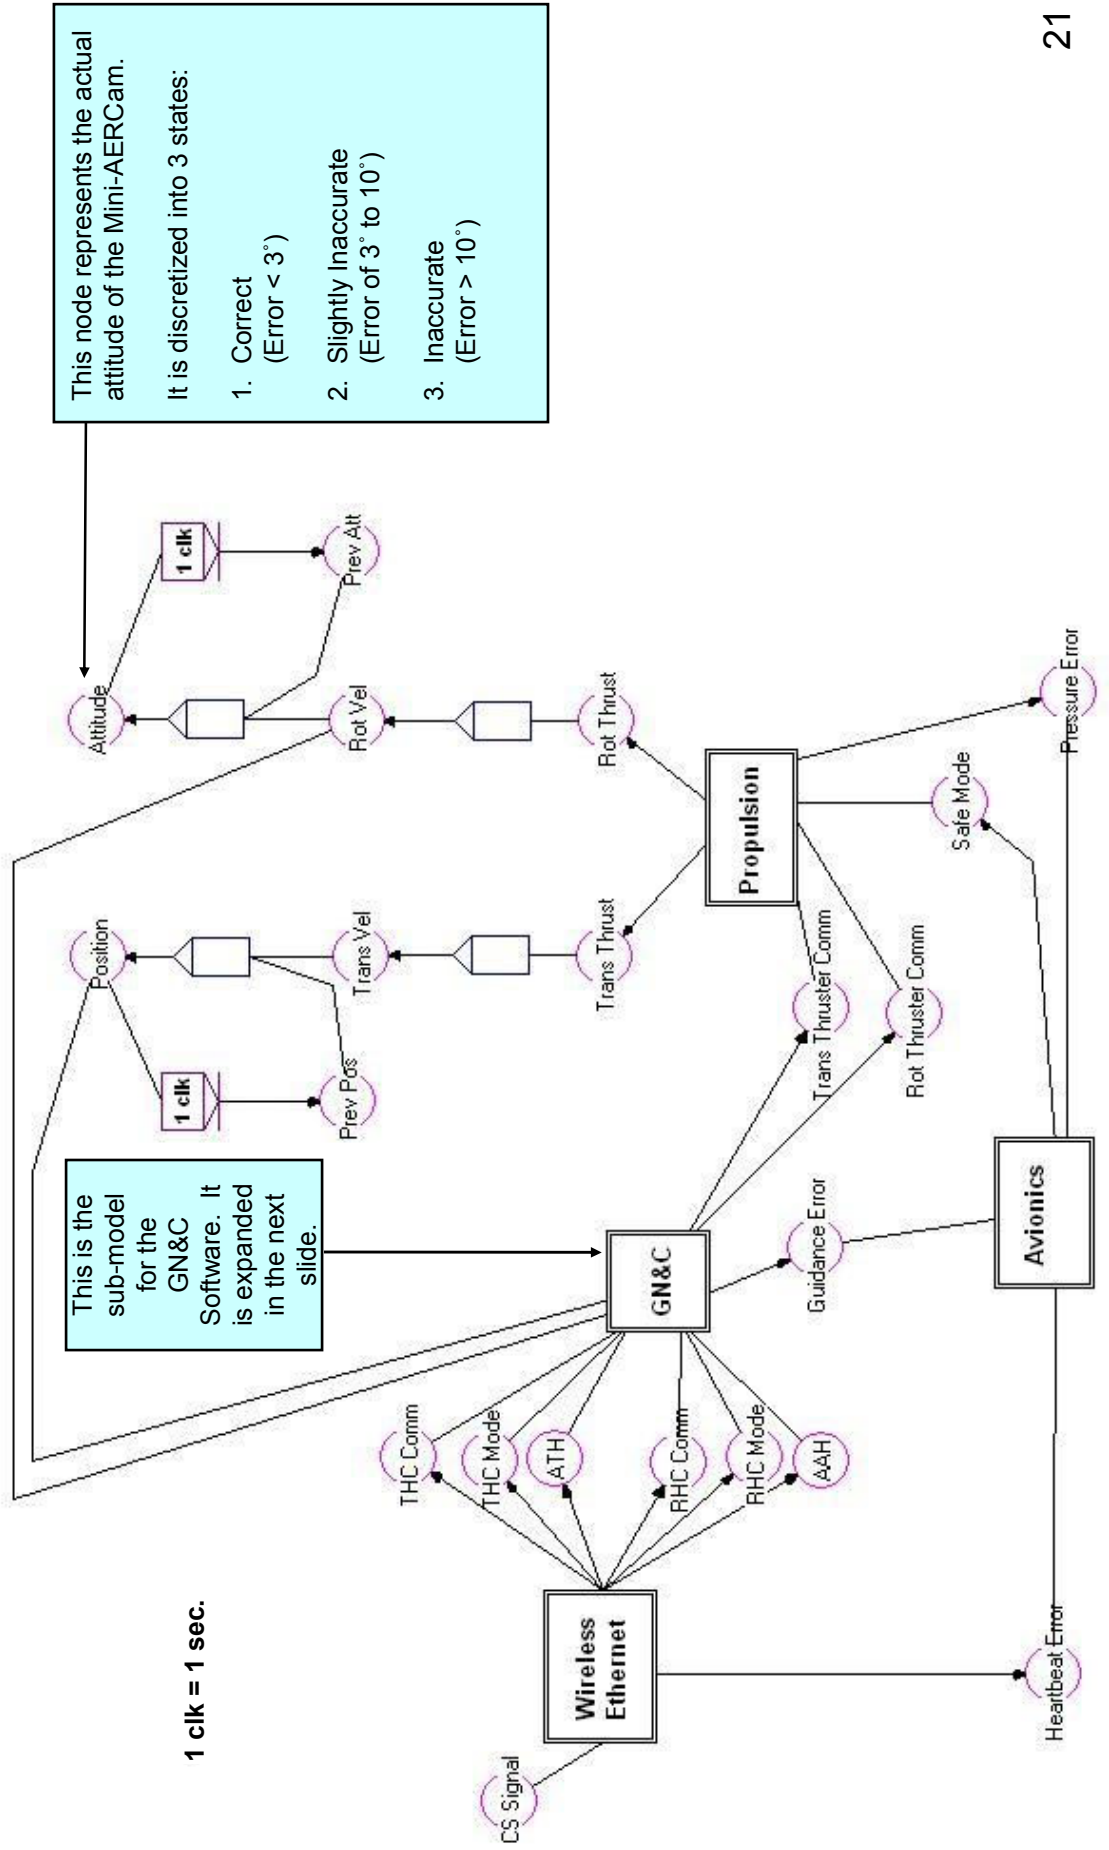 This node represents the actual
attitude of the Mini-AERCam.
It is discretized into 3 states:
1. Correct
(Error < 3˚)
2. Slightly Inaccurate
(Error of 3˚ to 10˚)
3. Inaccurate
(Error > 10˚)
This is the
sub-model
for the
GN&C
Software. It
is expanded
in the next
slide.
1 clk = 1 sec.
Position
Attitude
1 clk
1 clk
Prev Pos
Trans Vel
Rot Vel
Prev Att
THC Comm
THC Mode
ATH
RHC Comm
RHC Mode
AAH
CS Signal
Wireless
Ethernet
GN&C
Trans Thrust
Rot Thrust
Propulsion
Trans Thruster Comm
Rot Thruster Comm
Guidance Error
Safe Mode
Avionics
Heartbeat Error
Pressure Error
21